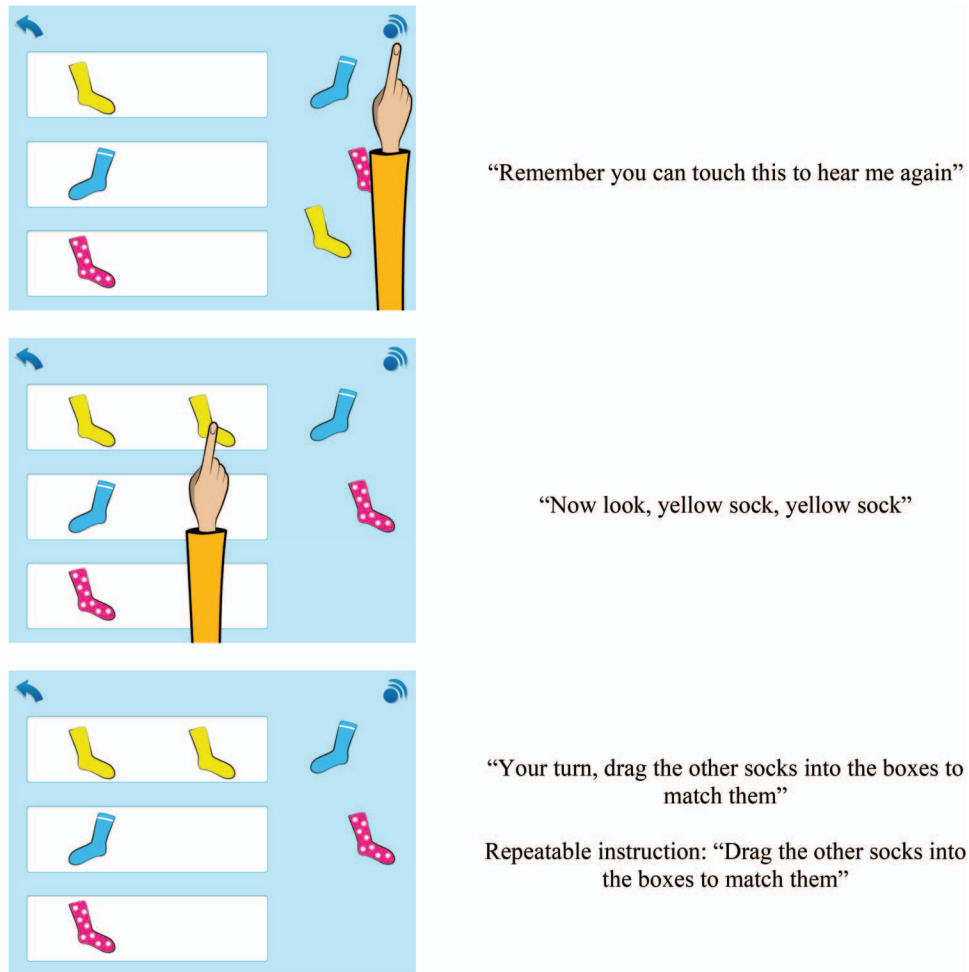 “Remember you can touch this to hear me again”
“Now look, yellow sock, yellow sock”
“Your turn, drag the other socks into the boxes to
match them”
Repeatable instruction: “Drag the other socks into
the boxes to match them”